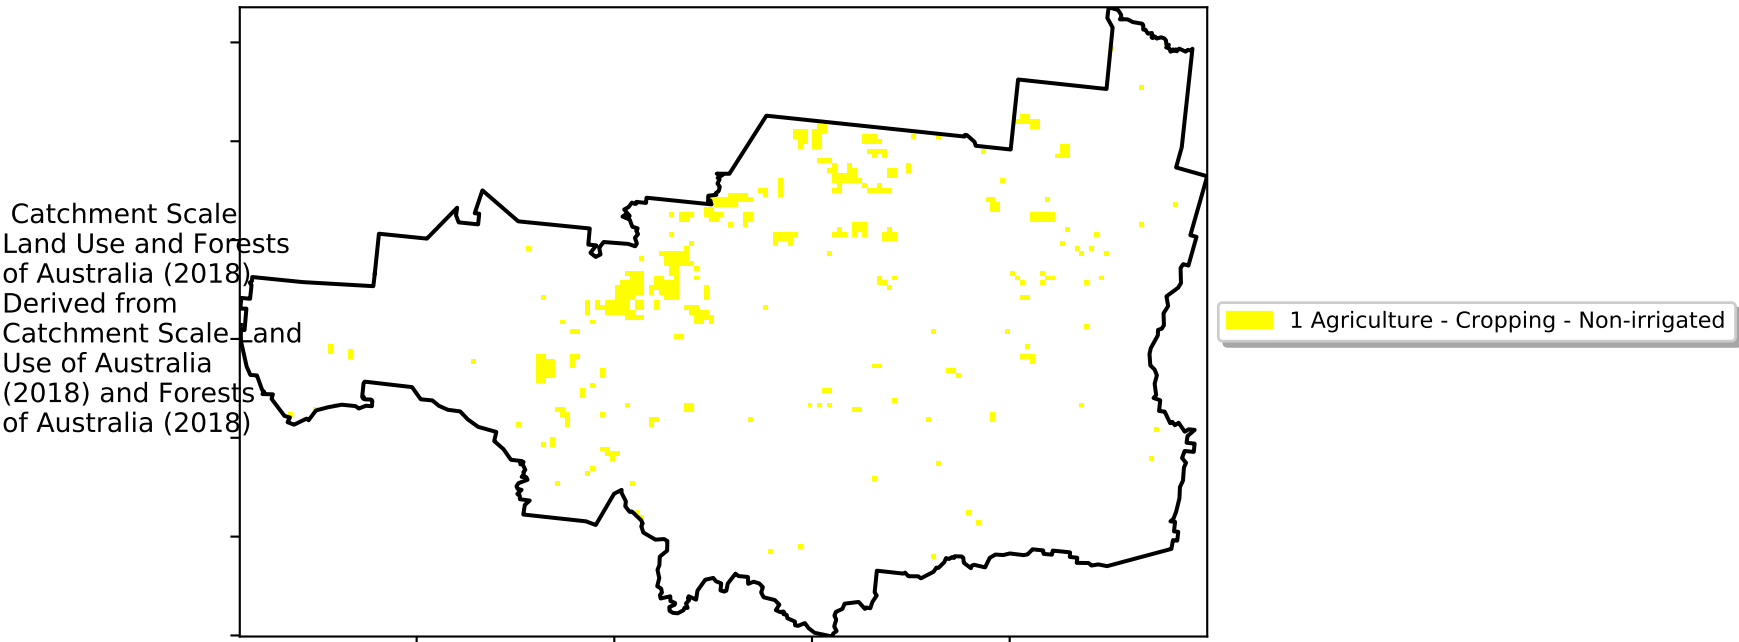 Catchment Scale
Land Use and Forests
of Australia (2018)
Derived from
Catchment Scale Land
Use of Australia
(2018) and Forests
of Australia (2018)
1 Agriculture - Cropping - Non-irrigated